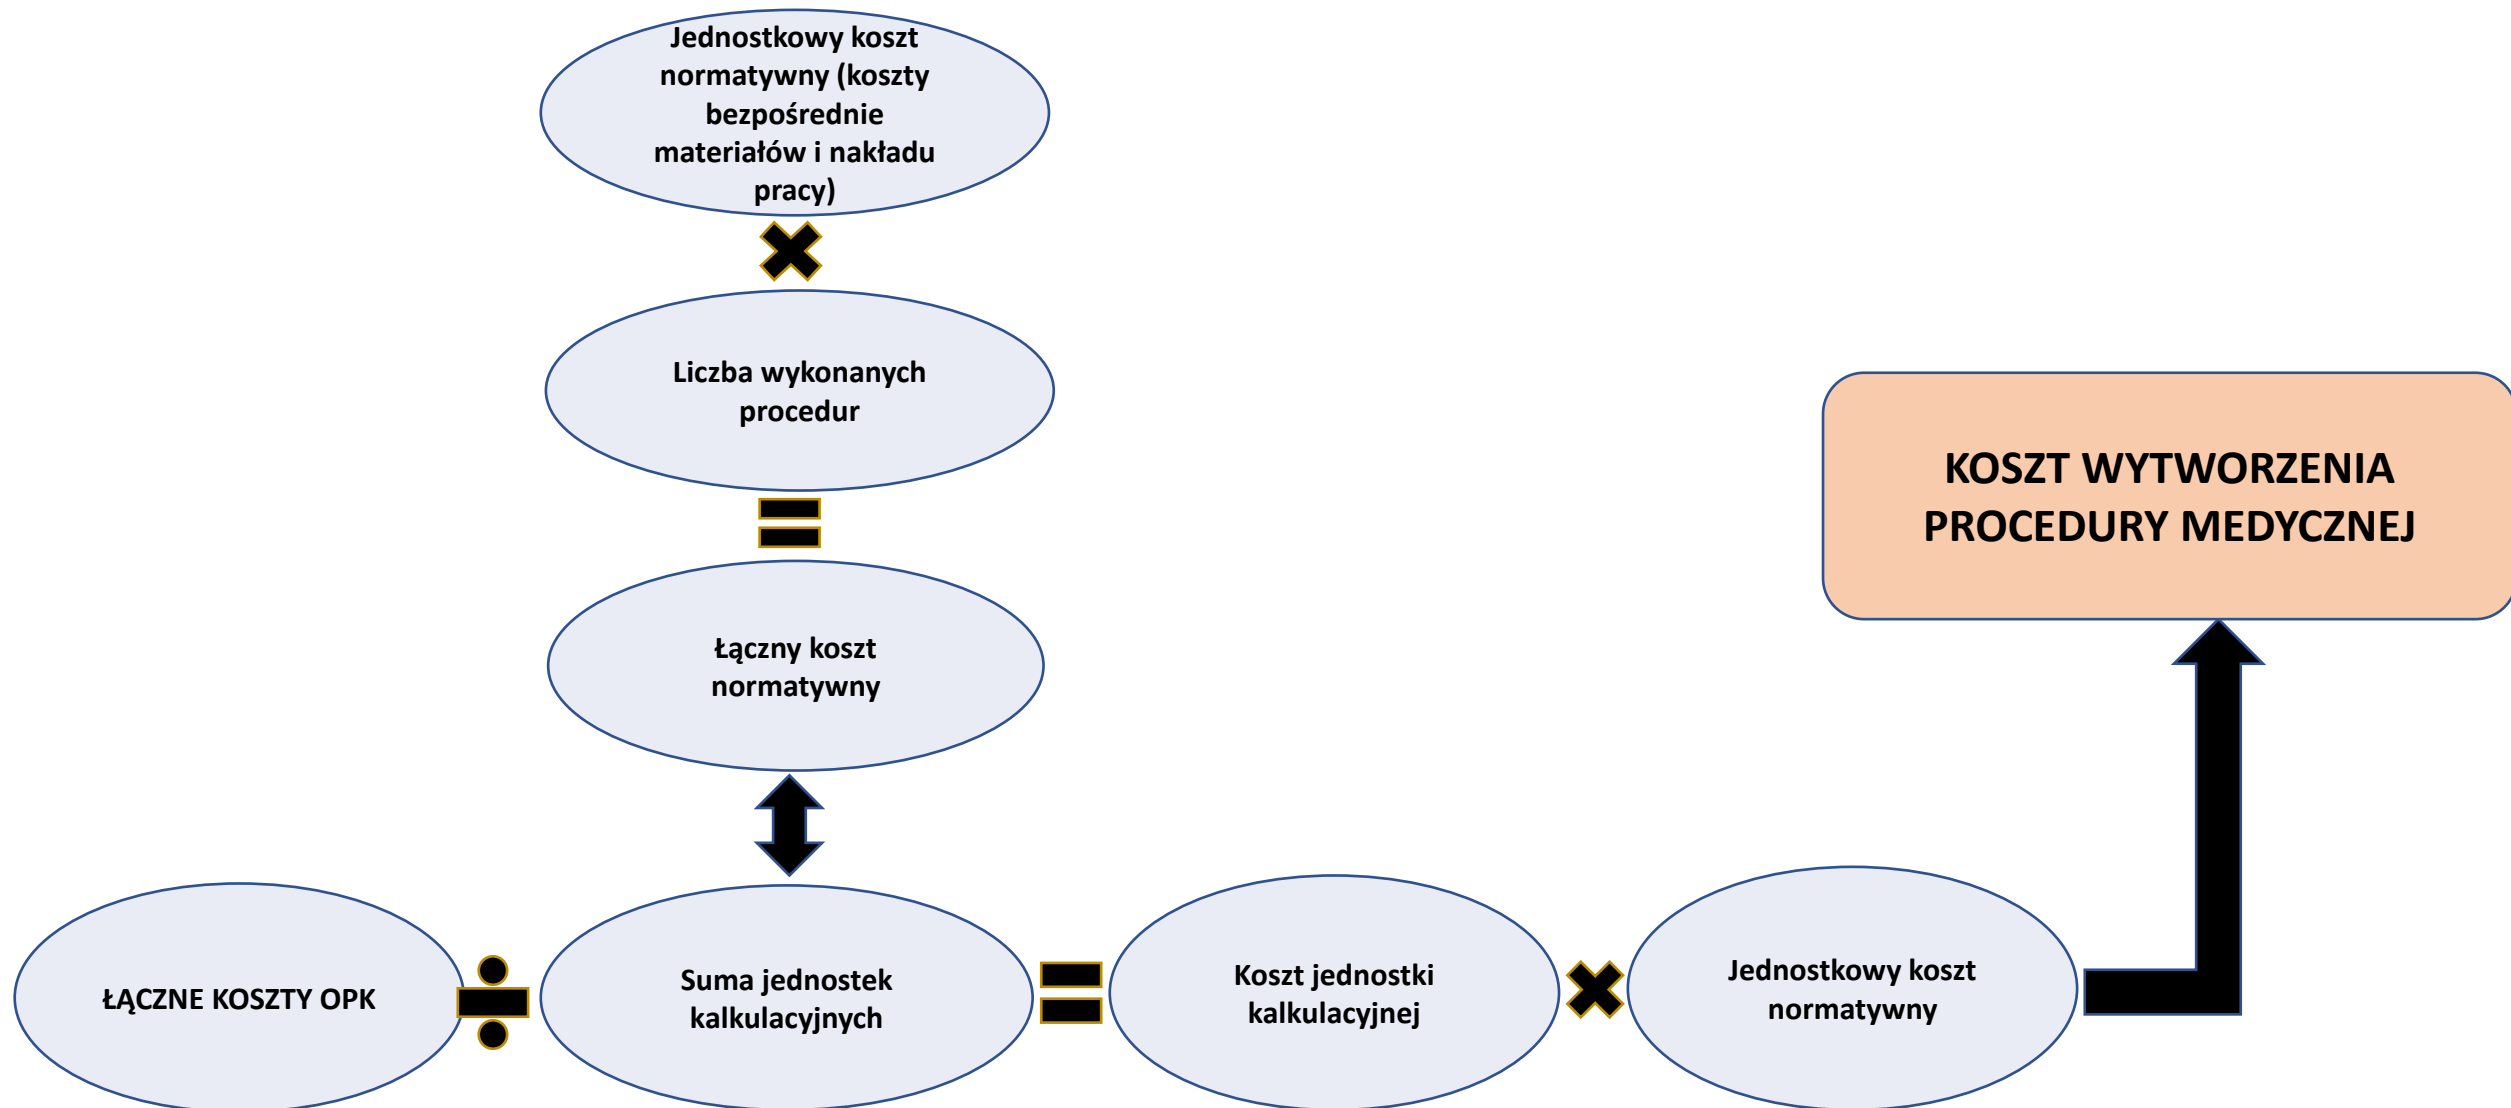 Jednostkowy koszt
normatywny (koszty
bezpośrednie
materiałów i nakładu
pracy)
Liczba wykonanych
procedur
KOSZT WYTWORZENIA
PROCEDURY MEDYCZNEJ
Łączny koszt
normatywny
ŁĄCZNE KOSZTY OPK
Suma jednostek
kalkulacyjnych
Koszt jednostki
kalkulacyjnej
Jednostkowy koszt
normatywny